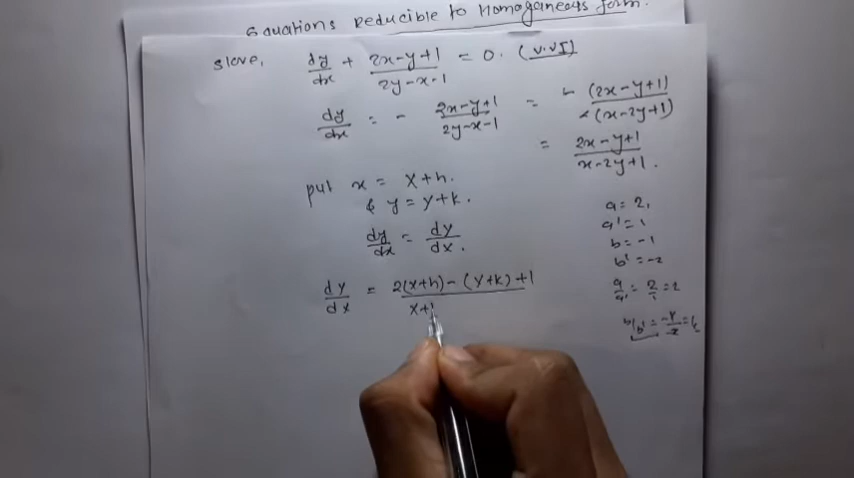 Equations reducible to Homoganeous form.
slove, dy/dx + 2x-y+1/2y-x-1 = 0. (V.V.I)
dy/dx = - 2x-y+1/2y-x-1 = - (2x-y+1)/-(x-2y+1)
= 2x-y+1/x-2y+1.
put x = X+h.
& y = Y+k.
dy/dx = dY/dX.
a = 2,
a' = 1
b = -1
b' = -2
a/a' = 2/1 = 2
b/b' = -1/-2 = ½
dY/dX = 2(X+h) - (Y+k) + 1
X+